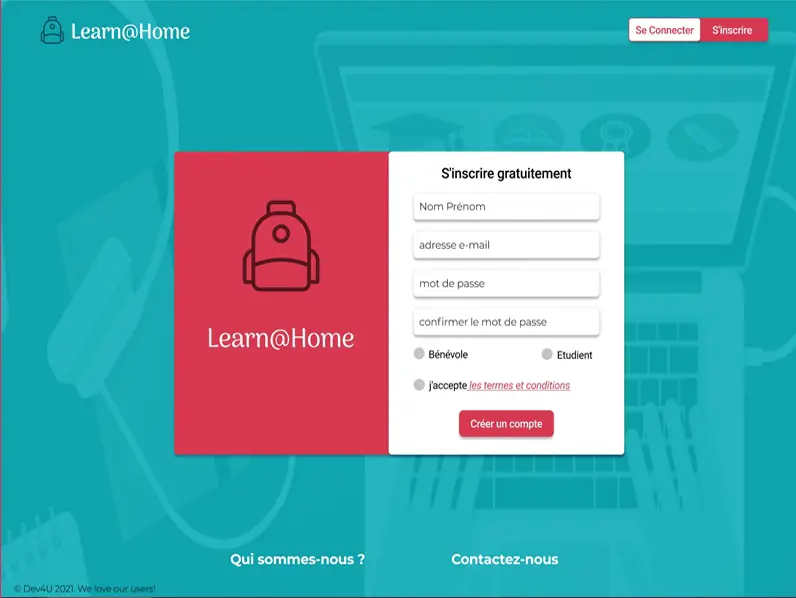 Learn@Home
Se Connecter
S'inscrire
S'inscrire gratuitement
Nom Prénom
adresse e-mail
mot de passe
confirmer le mot de passe
Bénévole
Etudient
j'accepte les termes et conditions
Créer un compte
Learn@Home
Qui sommes-nous ?
Contactez-nous
© Dev4U 2021. We love our users!